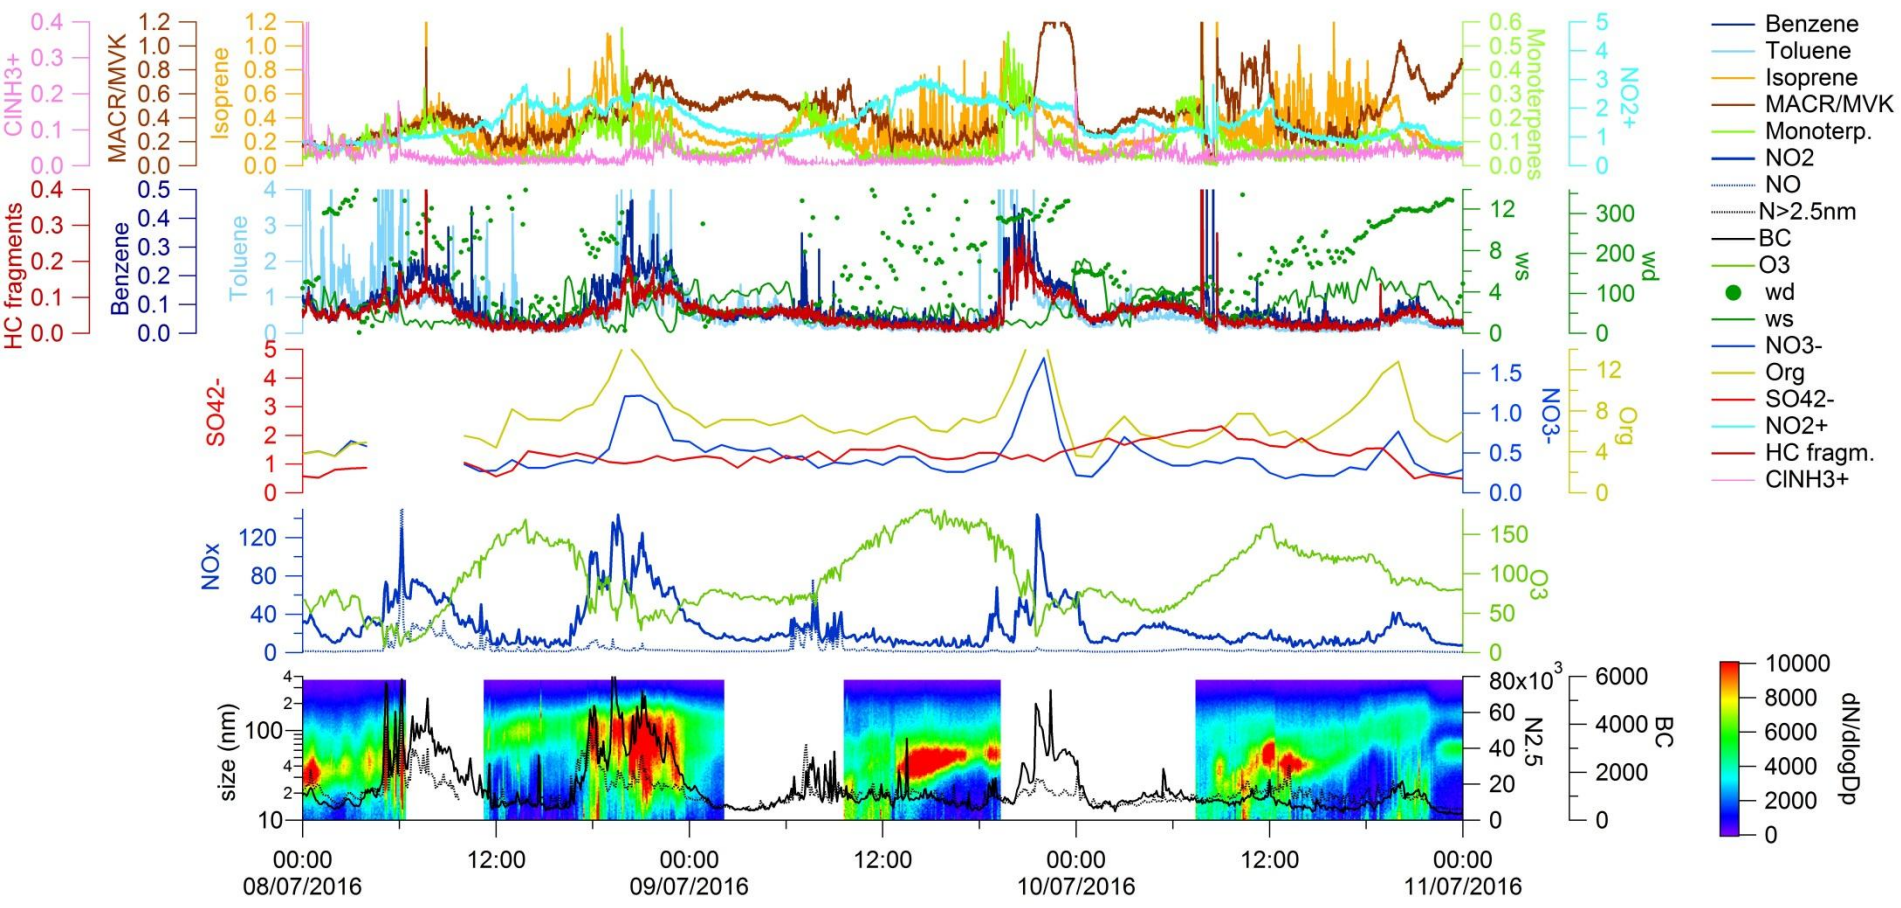 ClNH3+
0.4
0.3
0.2
0.1
0.0
MACR/MVK
1.2
1.0
0.8
0.6
0.4
0.2
0.0
Isoprene
1.2
1.0
0.8
0.6
0.4
0.2
0.0
0.6
0.5
0.4
0.3
0.2
0.1
0.0
Monoterpenes
5
4
3
2
1
0
NO2+
HC fragments
0.4
0.3
0.2
0.1
0.0
Benzene
0.5
0.4
0.3
0.2
0.1
0.0
Toluene
4
3
2
1
0
12
8
4
0
ws
300
200
100
0
wd
SO42-
5
4
3
2
1
0
1.5
1.0
0.5
0.0
NO3-
12
8
4
0
Org
NOx
120
80
40
0
150
100
50
0
O3
size (nm)
4
2
100
4
2
10
80x10³
60
40
20
0
N2.5
6000
4000
2000
0
BC
00:00
08/07/2016
12:00
00:00
09/07/2016
12:00
00:00
10/07/2016
12:00
00:00
11/07/2016
Benzene
Toluene
Isoprene
MACR/MVK
Monoterp.
NO2
NO
N>2.5nm
BC
O3
wd
ws
NO3-
Org
SO42-
NO2+
HC fragm.
ClNH3+
10000
8000
6000
4000
2000
0
dN/dlogDp